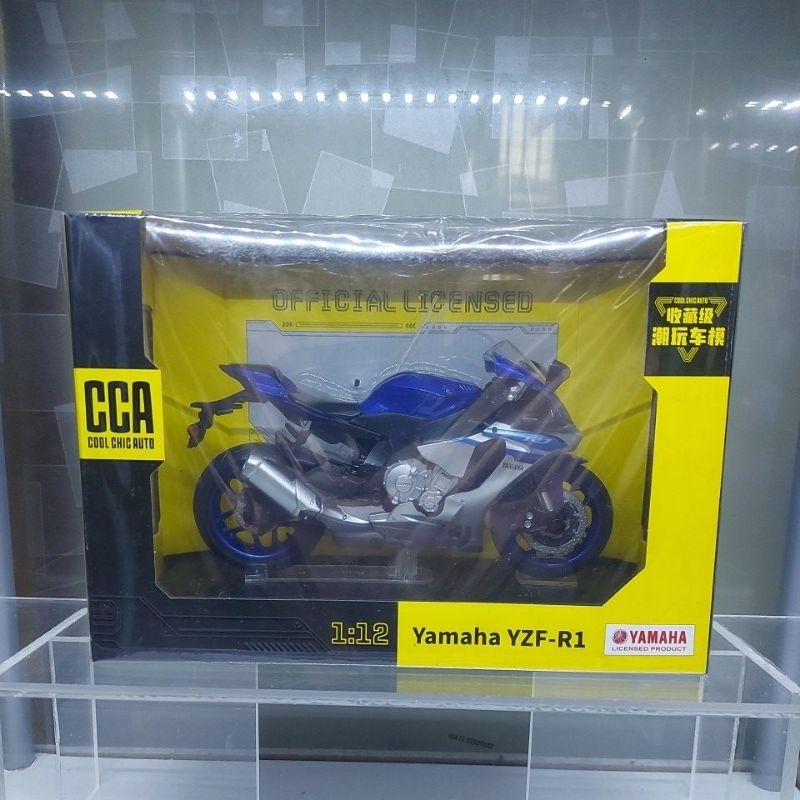 OFFICIAL LICENSED
COOL CHIC AUTO
收藏级
潮玩车模
CCA
COOL CHIC AUTO
YAMAHA
1:12
Yamaha YZF-R1
YAMAHA
LICENSED PRODUCT